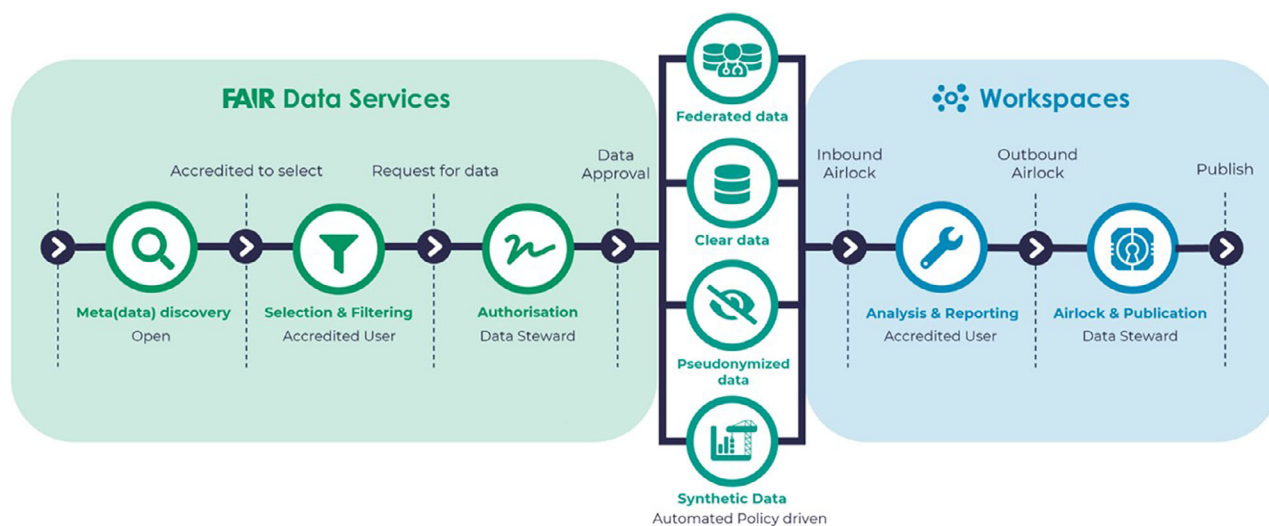 FAIR Data Services
Accredited to select
Request for data
Data
Approval
Meta(data) discovery
Open
Selection & Filtering
Accredited User
Authorisation
Data Steward
Federated data
Clear data
Pseudonymized
data
Synthetic Data
Automated Policy driven
Workspaces
Inbound
Airlock
Outbound
Airlock
Publish
Analysis & Reporting
Accredited User
Airlock & Publication
Data Steward